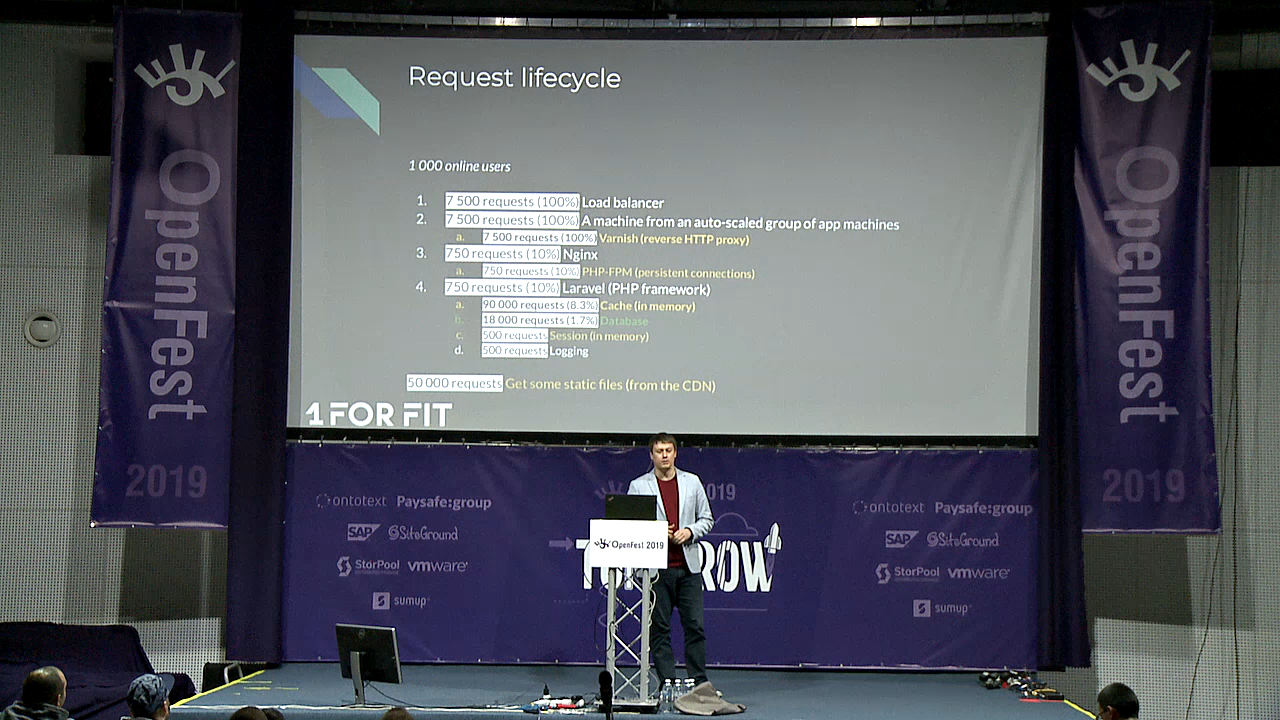 Request lifecycle
1 000 online users
1. 7 500 requests (100%) Load balancer
2. 7 500 requests (100%) A machine from an auto-scaled group of app machines
a. 7 500 requests (100%) Varnish (reverse HTTP proxy)
3. 750 requests (10%) Nginx
a. 750 requests (10%) PHP-FPM (persistent connections)
4. 750 requests (10%) Laravel (PHP framework)
a. 90 000 requests (8.3%) Cache (in memory)
b. 18 000 requests (1.7%) Database
c. 500 requests Session (in memory)
d. 500 requests Logging
50 000 requests Get some static files (from the CDN)
1 FOR FIT
OpenFest
2019
OpenFest
2019
ontotext Paysafe:group
SAP SiteGround
StorPool vmware
sumup
019
ROW
OpenFest 2019
ontotext Paysafe:group
SAP SiteGround
StorPool vmware
sumup